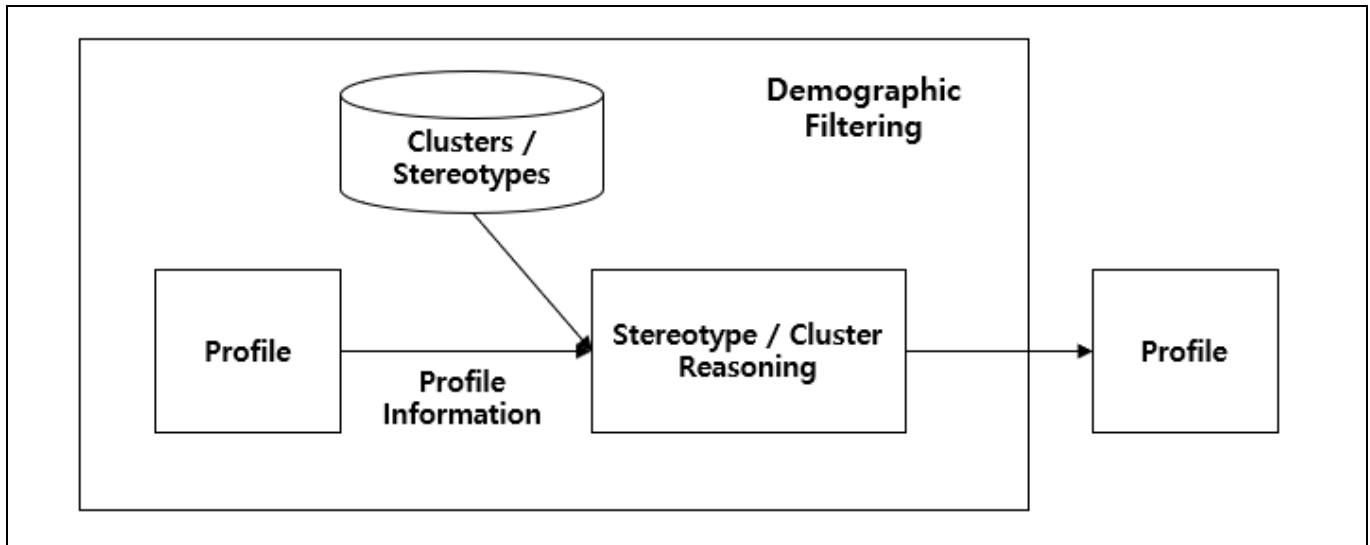 Demographic
Filtering
Clusters /
Stereotypes
Profile
Profile
Information
Stereotype / Cluster
Reasoning
Profile